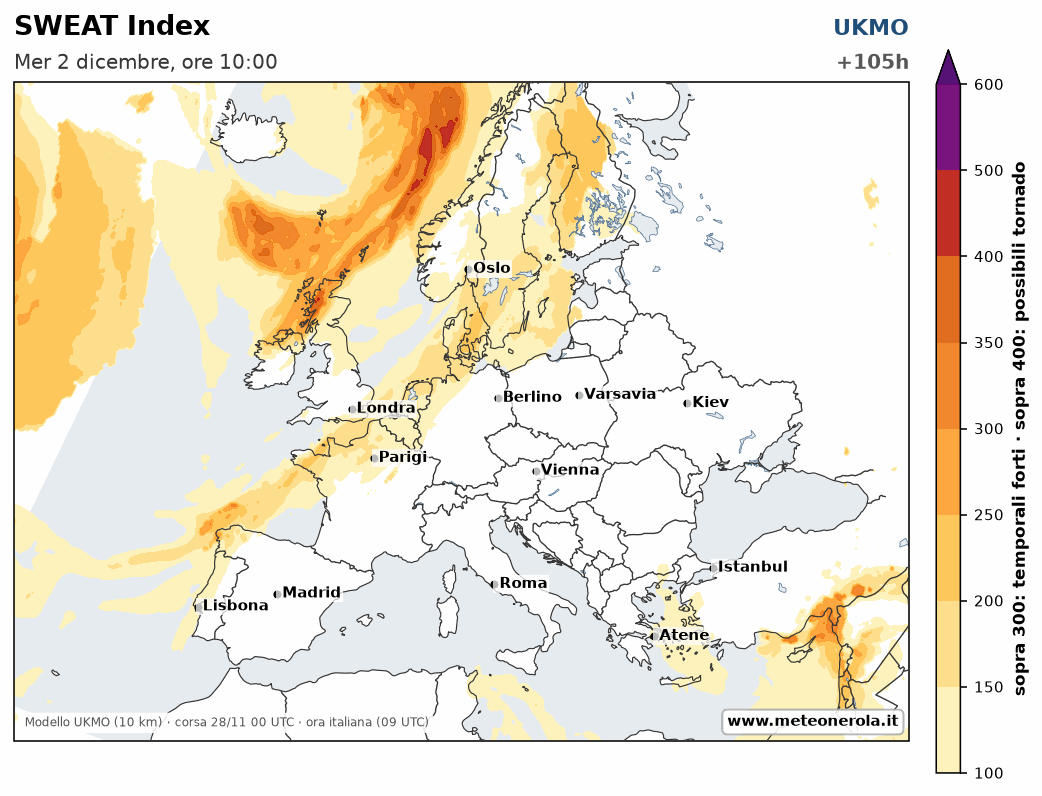 SWEAT Index
UKMO
Mer 2 dicembre, ore 10:00
+105h
600
500
400
350
300
250
200
150
100
sopra 300: temporali forti · sopra 400: possibili tornado
Oslo
Berlino
Varsavia
Kiev
Londra
Parigi
Vienna
Istanbul
Roma
Madrid
Lisbona
Atene
Modello UKMO (10 km) · corsa 28/11 00 UTC · ora italiana (09 UTC)
www.meteonerola.it